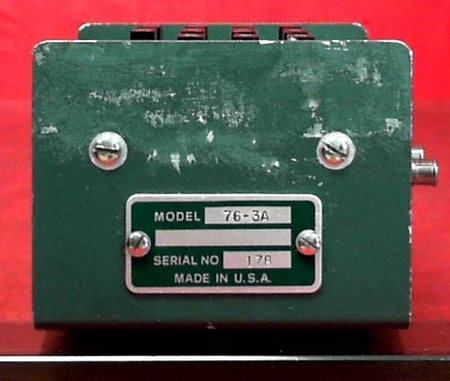 MODEL 76-3A
SERIAL NO 178
MADE IN U.S.A.